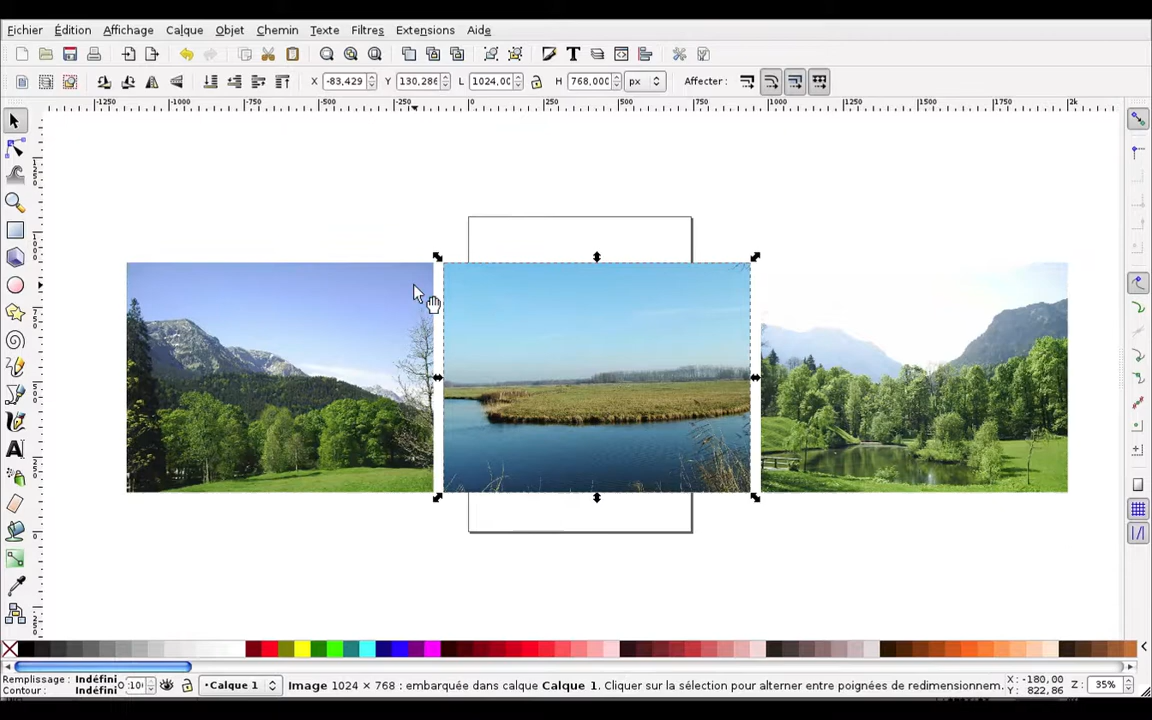 Fichier Édition Affichage Calque Objet Chemin Texte Filtres Extensions Aide
X -83,429 Y 130,286 L 1024,00 H 768,000 px Affecter :
-1250 -1000 -750 -500 -250 0 250 500 750 1000 1250 1500 1750 2k
Remplissage : Indéfini
Contour : Indéfini
O :10 Calque 1 Image 1024 × 768 : embarquée dans calque Calque 1. Cliquer sur la sélection pour alterner entre poignées de redimensionnem.
X : -180,00
Y : 822,86
Z : 35%